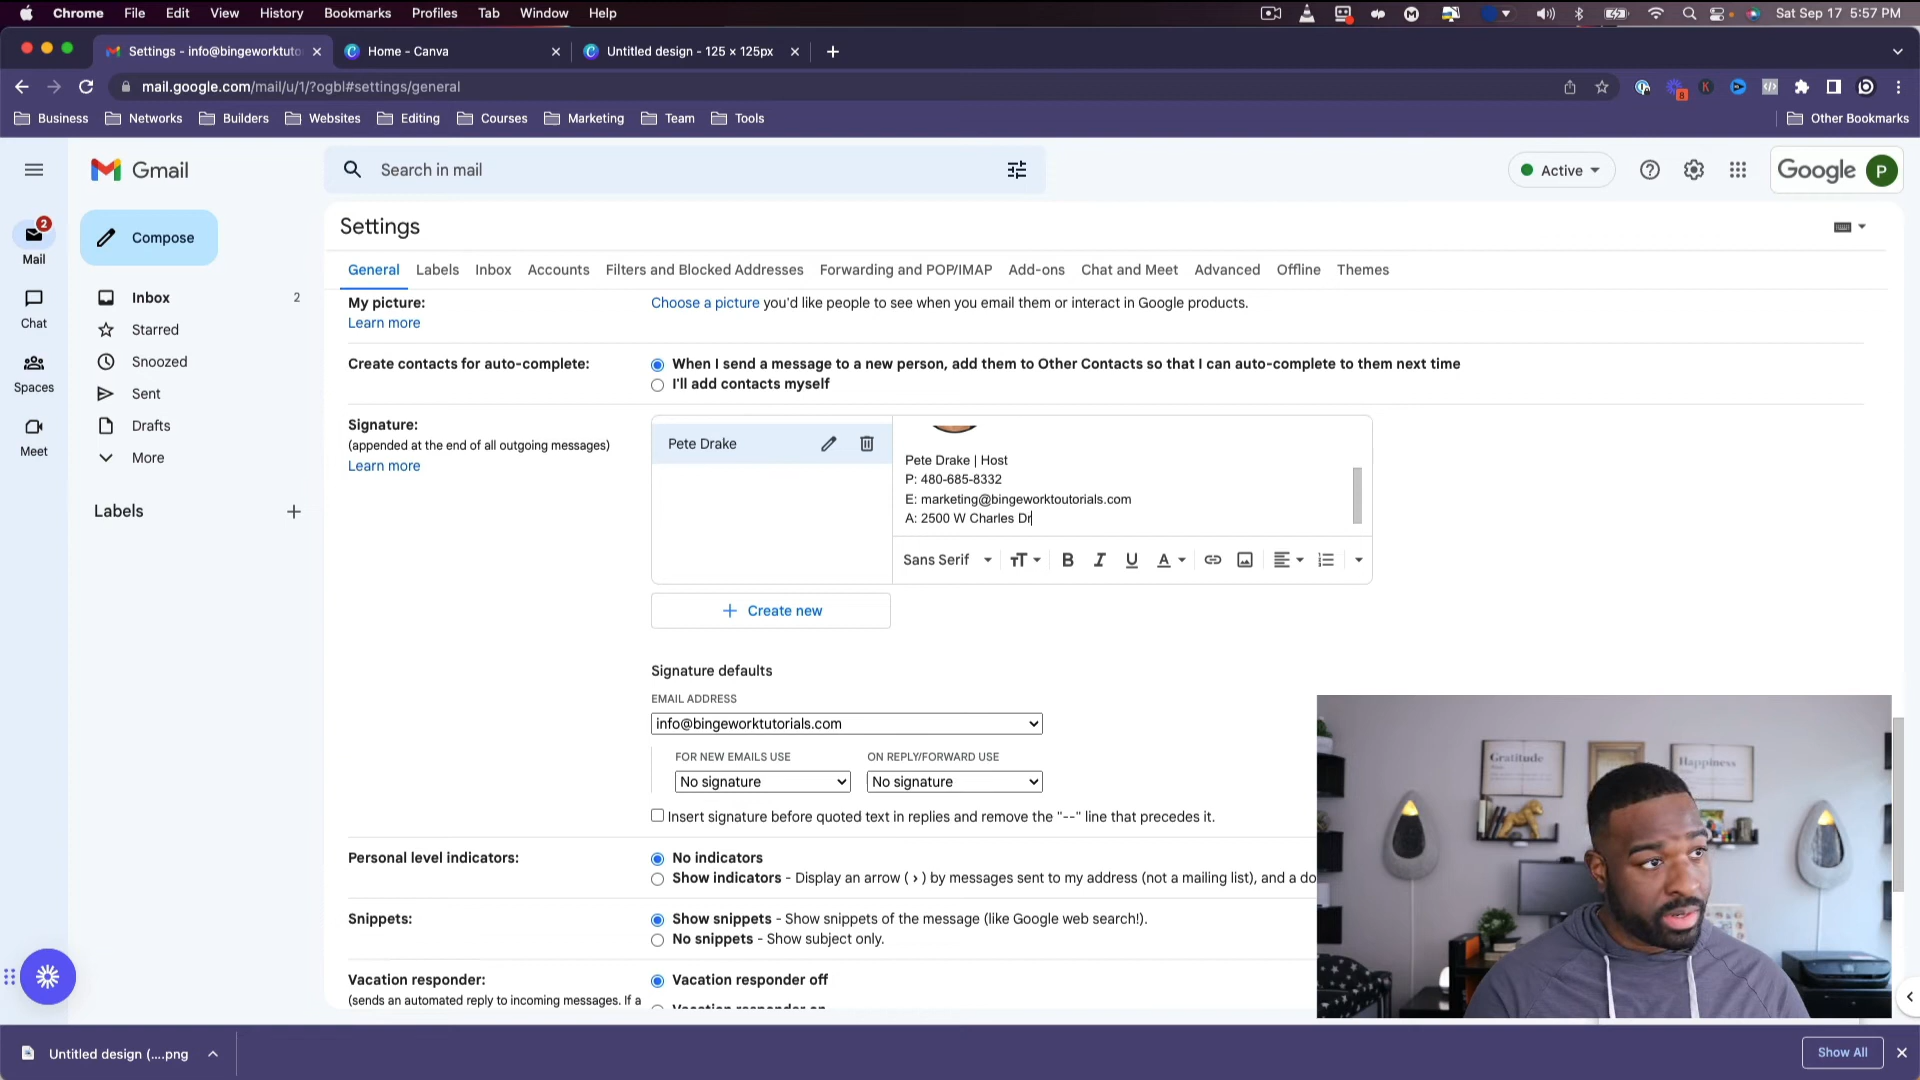 Chrome File Edit View History Bookmarks Profiles Tab Window Help
Sat Sep 17 5:57 PM
Settings - info@bingeworktuto
Home - Canva
Untitled design - 125 × 125px
mail.google.com/mail/u/1/?ogbl#settings/general
8
Business Networks Builders Websites Editing Courses Marketing Team Tools Other Bookmarks
Gmail
Search in mail
Active
Google P
2
Mail
Chat
Spaces
Meet
Compose
Inbox 2
Starred
Snoozed
Sent
Drafts
More
Labels
Settings
General Labels Inbox Accounts Filters and Blocked Addresses Forwarding and POP/IMAP Add-ons Chat and Meet Advanced Offline Themes
My picture:
Learn more
Choose a picture you'd like people to see when you email them or interact in Google products.
Create contacts for auto-complete:
When I send a message to a new person, add them to Other Contacts so that I can auto-complete to them next time
I'll add contacts myself
Signature:
(appended at the end of all outgoing messages)
Learn more
Pete Drake
Pete Drake | Host
P: 480-685-8332
E: marketing@bingeworktoutorials.com
A: 2500 W Charles Dr
Sans Serif
Create new
Signature defaults
EMAIL ADDRESS
info@bingeworktutorials.com
FOR NEW EMAILS USE ON REPLY/FORWARD USE
No signature No signature
Insert signature before quoted text in replies and remove the "--" line that precedes it.
Personal level indicators:
No indicators
Show indicators - Display an arrow ( › ) by messages sent to my address (not a mailing list), and a do
Snippets:
Show snippets - Show snippets of the message (like Google web search!).
No snippets - Show subject only.
Vacation responder:
(sends an automated reply to incoming messages. If a
Vacation responder off
Vacation responder on
Gratitude
Happiness
Untitled design (....png
Show All